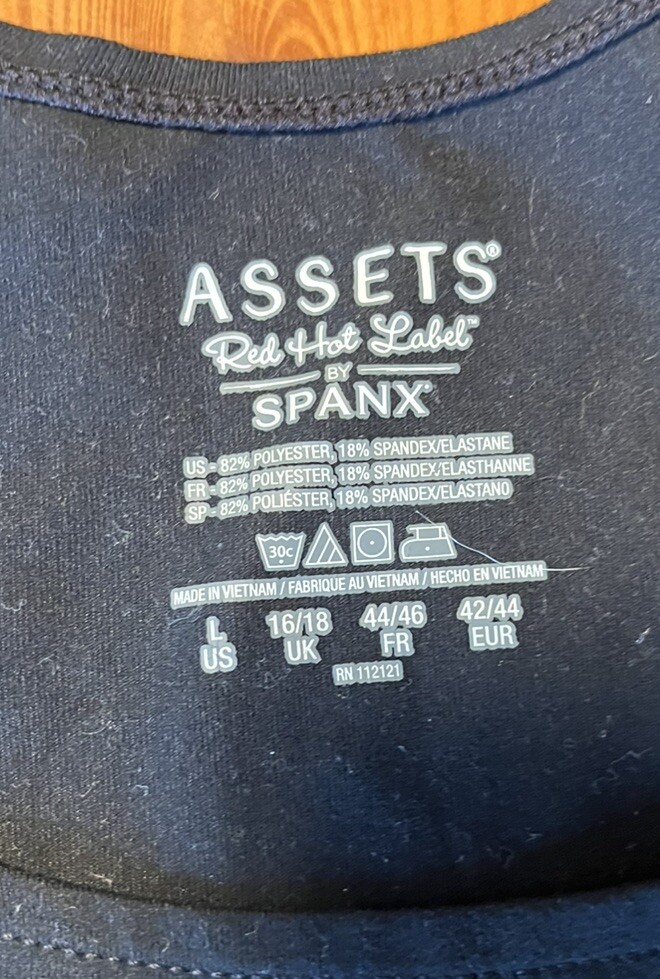 ASSETS®
Red Hot Label™
BY
SPANX®
US - 82% POLYESTER, 18% SPANDEX/ELASTANE
FR - 82% POLYESTER, 18% SPANDEX/ELASTHANNE
SP - 82% POLIÉSTER, 18% SPANDEX/ELASTANO
30c
MADE IN VIETNAM / FABRIQUE AU VIETNAM / HECHO EN VIETNAM
L 16/18 44/46 42/44
US UK FR EUR
RN 112121